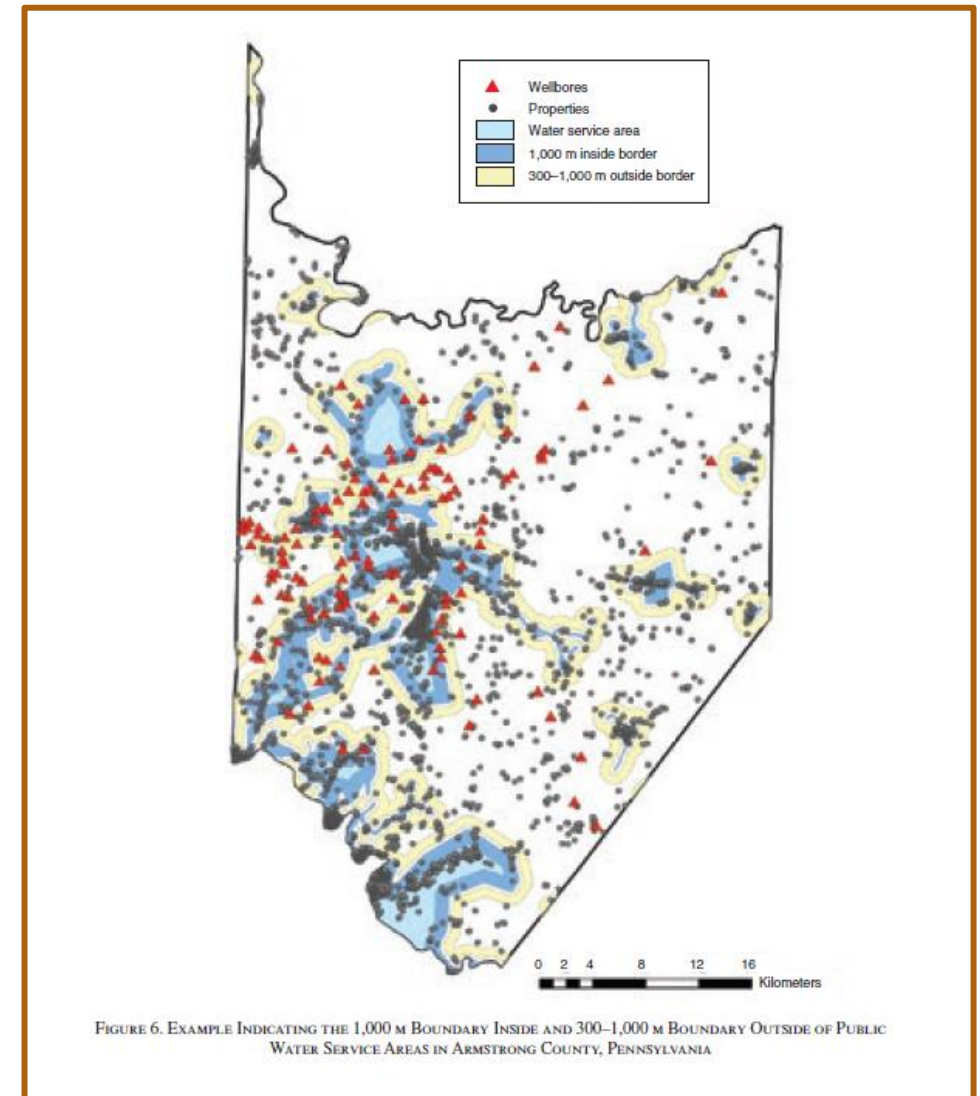 Wellbores
Properties
Water service area
1,000 m inside border
300–1,000 m outside border
0 2 4 8 12 16
Kilometers
FIGURE 6. EXAMPLE INDICATING THE 1,000 M BOUNDARY INSIDE AND 300–1,000 M BOUNDARY OUTSIDE OF PUBLIC
WATER SERVICE AREAS IN ARMSTRONG COUNTY, PENNSYLVANIA